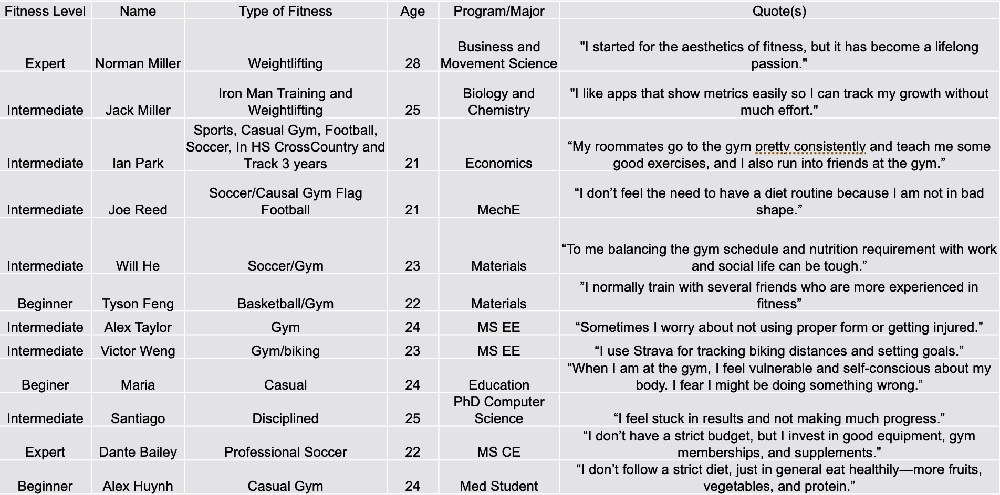 Fitness Level Name Type of Fitness Age Program/Major Quote(s)
Business and "I started for the aesthetics of fitness, but it has become a lifelong
Expert Norman Miller Weightlifting 28 Movement Science passion."
Iron Man Training and Biology and "I like apps that show metrics easily so I can track my growth without
Intermediate Jack Miller Weightlifting 25 Chemistry much effort."
Sports, Casual Gym, Football,
Soccer, In HS CrossCountry and “My roommates go to the gym pretty consistently and teach me some
Intermediate Ian Park Track 3 years 21 Economics good exercises, and I also run into friends at the gym.”
Soccer/Causal Gym Flag “I don’t feel the need to have a diet routine because I am not in bad
Intermediate Joe Reed Football 21 MechE shape.”
“To me balancing the gym schedule and nutrition requirement with work
Intermediate Will He Soccer/Gym 23 Materials and social life can be tough.”
”I normally train with several friends who are more experienced in
Beginner Tyson Feng Basketball/Gym 22 Materials fitness”
Intermediate Alex Taylor Gym 24 MS EE “Sometimes I worry about not using proper form or getting injured.”
Intermediate Victor Weng Gym/biking 23 MS EE “I use Strava for tracking biking distances and setting goals.”
“When I am at the gym, I feel vulnerable and self-conscious about my
Beginer Maria Casual 24 Education body. I fear I might be doing something wrong.”
PhD Computer
Intermediate Santiago Disciplined 25 Science “I feel stuck in results and not making much progress.”
“I don’t have a strict budget, but I invest in good equipment, gym
Expert Dante Bailey Professional Soccer 22 MS CE memberships, and supplements.”
“I don’t follow a strict diet, just in general eat healthily—more fruits,
Beginner Alex Huynh Casual Gym 24 Med Student vegetables, and protein.”